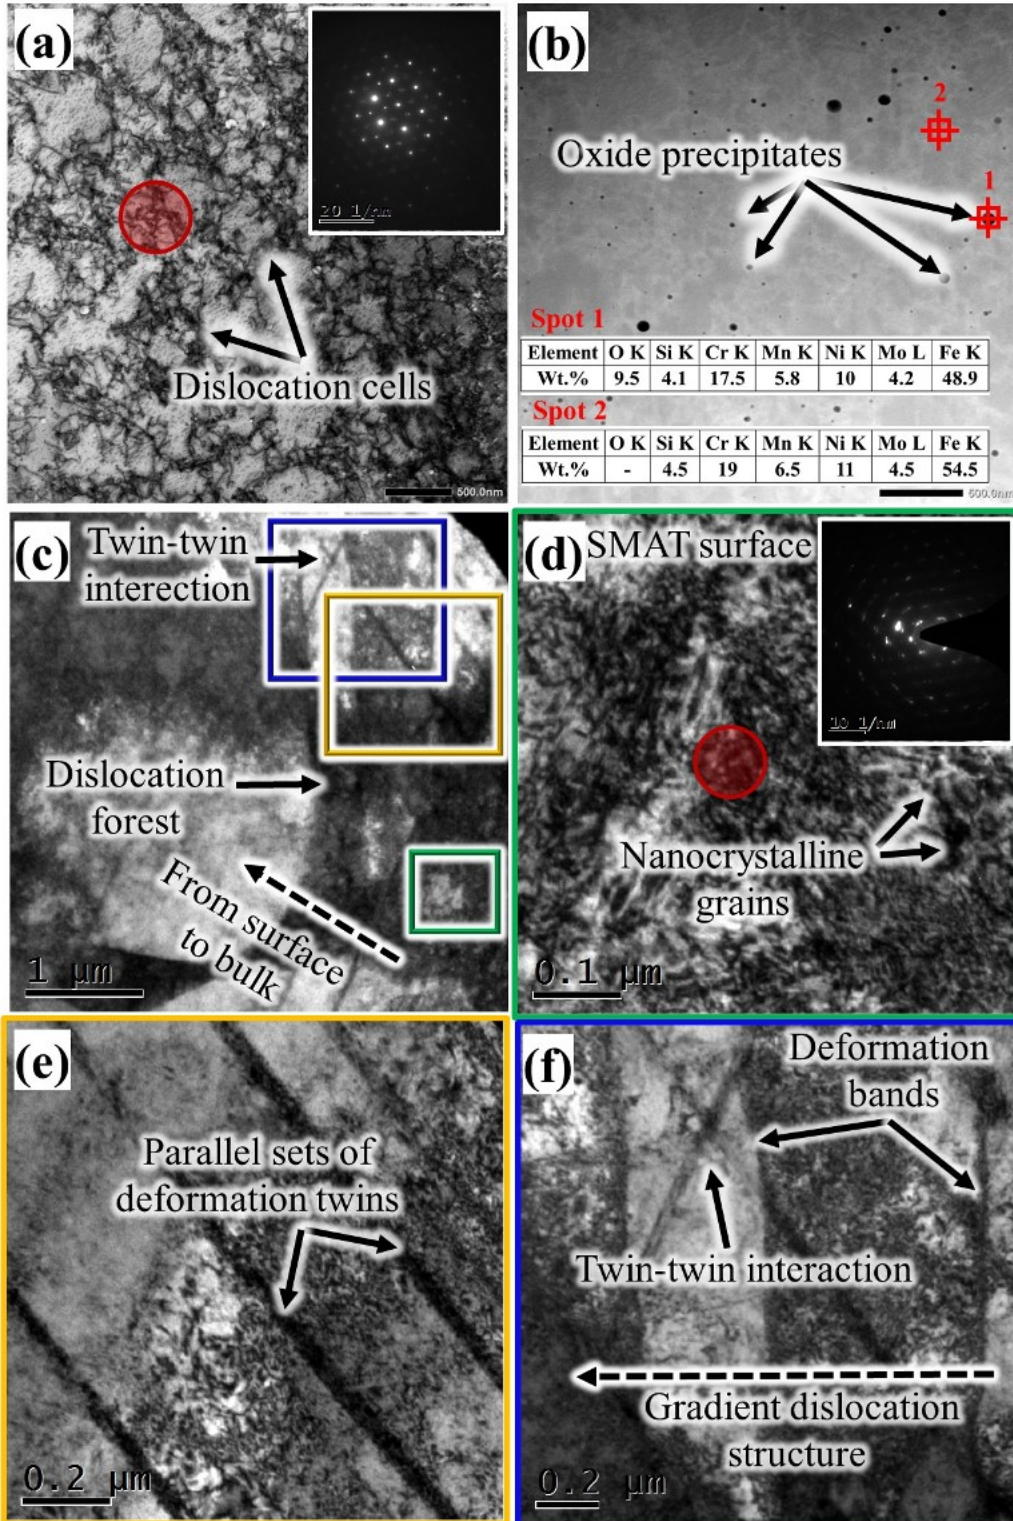 (a)
20 1/nm
Dislocation cells
500.0nm
(b)
2
Oxide precipitates
1
Spot 1
Element O K Si K Cr K Mn K Ni K Mo L Fe K
Wt.% 9.5 4.1 17.5 5.8 10 4.2 48.9
Spot 2
Element O K Si K Cr K Mn K Ni K Mo L Fe K
Wt.% - 4.5 19 6.5 11 4.5 54.5
500.0nm
(c)
Twin-twin
interection
Dislocation
forest
From surface
to bulk
1 μm
(d)
SMAT surface
10 1/nm
Nanocrystalline
grains
0.1 μm
(e)
Parallel sets of
deformation twins
0.2 μm
(f)
Deformation
bands
Twin-twin interaction
Gradient dislocation
structure
0.2 μm